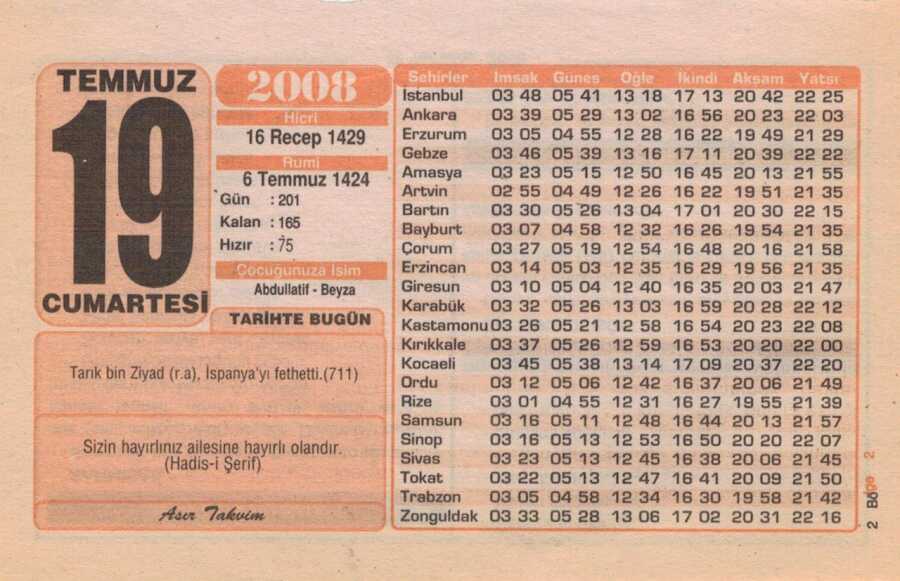 TEMMUZ
19
CUMARTESİ
2008
Hicri
16 Recep 1429
Rumi
6 Temmuz 1424
Gün : 201
Kalan : 165
Hızır : 75
Çocuğunuza İsim
Abdullatif - Beyza
TARİHTE BUGÜN
Tarık bin Ziyad (r.a), İspanya'yı fethetti.(711)
Sizin hayırlınız ailesine hayırlı olandır.
(Hadis-i Şerif)
Asır Takvim
Şehirler İmsak Güneş Öğle İkindi Akşam Yatsı
İstanbul 03 48 05 41 13 18 17 13 20 42 22 25
Ankara 03 39 05 29 13 02 16 56 20 23 22 03
Erzurum 03 05 04 55 12 28 16 22 19 49 21 29
Gebze 03 46 05 39 13 16 17 11 20 39 22 22
Amasya 03 23 05 15 12 50 16 45 20 13 21 55
Artvin 02 55 04 49 12 26 16 22 19 51 21 35
Bartın 03 30 05 26 13 04 17 01 20 30 22 15
Bayburt 03 07 04 58 12 32 16 26 19 54 21 35
Çorum 03 27 05 19 12 54 16 48 20 16 21 58
Erzincan 03 14 05 03 12 35 16 29 19 56 21 35
Giresun 03 10 05 04 12 40 16 35 20 03 21 47
Karabük 03 32 05 26 13 03 16 59 20 28 22 12
Kastamonu 03 26 05 21 12 58 16 54 20 23 22 08
Kırıkkale 03 37 05 26 12 59 16 53 20 20 22 00
Kocaeli 03 45 05 38 13 14 17 09 20 37 22 20
Ordu 03 12 05 06 12 42 16 37 20 06 21 49
Rize 03 01 04 55 12 31 16 27 19 55 21 39
Samsun 03 16 05 11 12 48 16 44 20 13 21 57
Sinop 03 16 05 13 12 53 16 50 20 20 22 07
Sivas 03 23 05 13 12 45 16 38 20 06 21 45
Tokat 03 22 05 13 12 47 16 41 20 09 21 50
Trabzon 03 05 04 58 12 34 16 30 19 58 21 42
Zonguldak 03 33 05 28 13 06 17 02 20 31 22 16